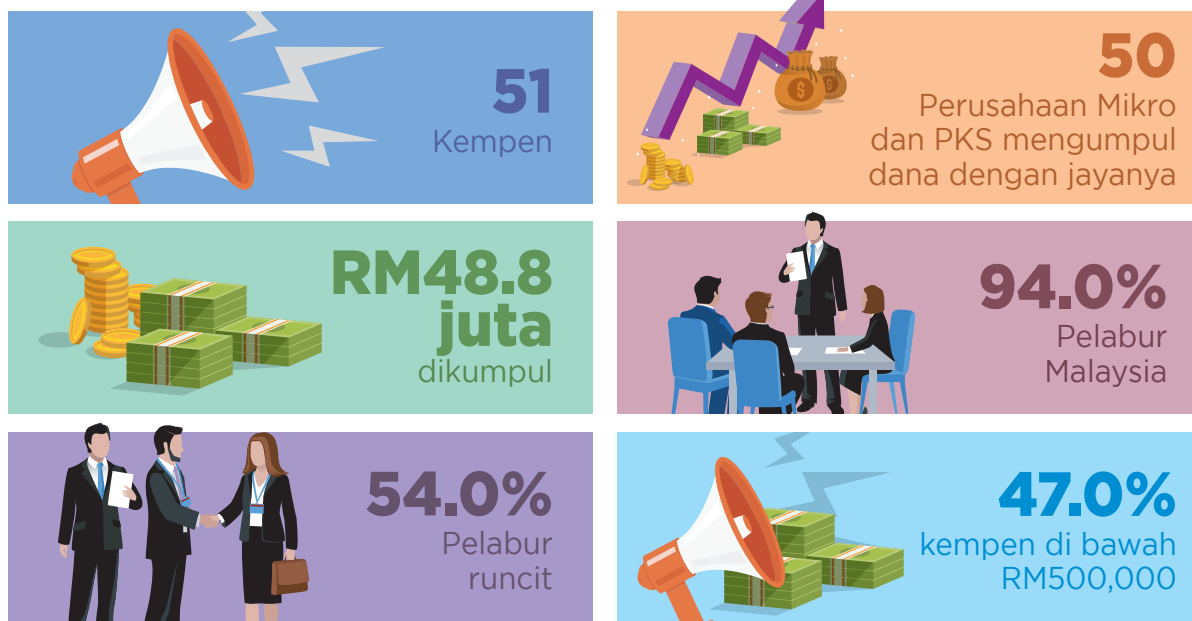 51
Kempen
50
Perusahaan Mikro
dan PKS mengumpul
dana dengan jayanya
RM48.8
juta
dikumpul
94.0%
Pelabur
Malaysia
54.0%
Pelabur
runcit
47.0%
kempen di bawah
RM500,000